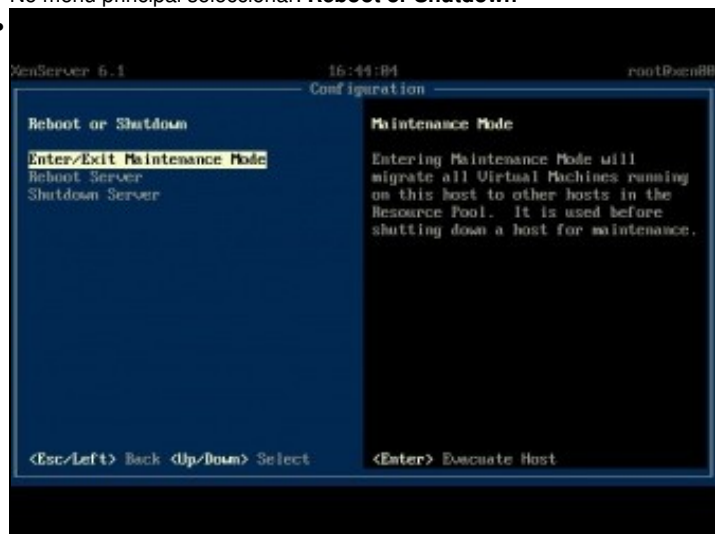 No menú principal seleccionar: Reboot or Shutdown
XenServer 6.1 16:44:04 root@xen00
Configuration
Reboot or Shutdown
Enter/Exit Maintenance Mode
Reboot Server
Shutdown Server
<Esc/Left> Back <Up/Down> Select
Maintenance Mode
Entering Maintenance Mode will
migrate all Virtual Machines running
on this host to other hosts in the
Resource Pool. It is used before
shutting down a host for maintenance.
<Enter> Evacuate Host